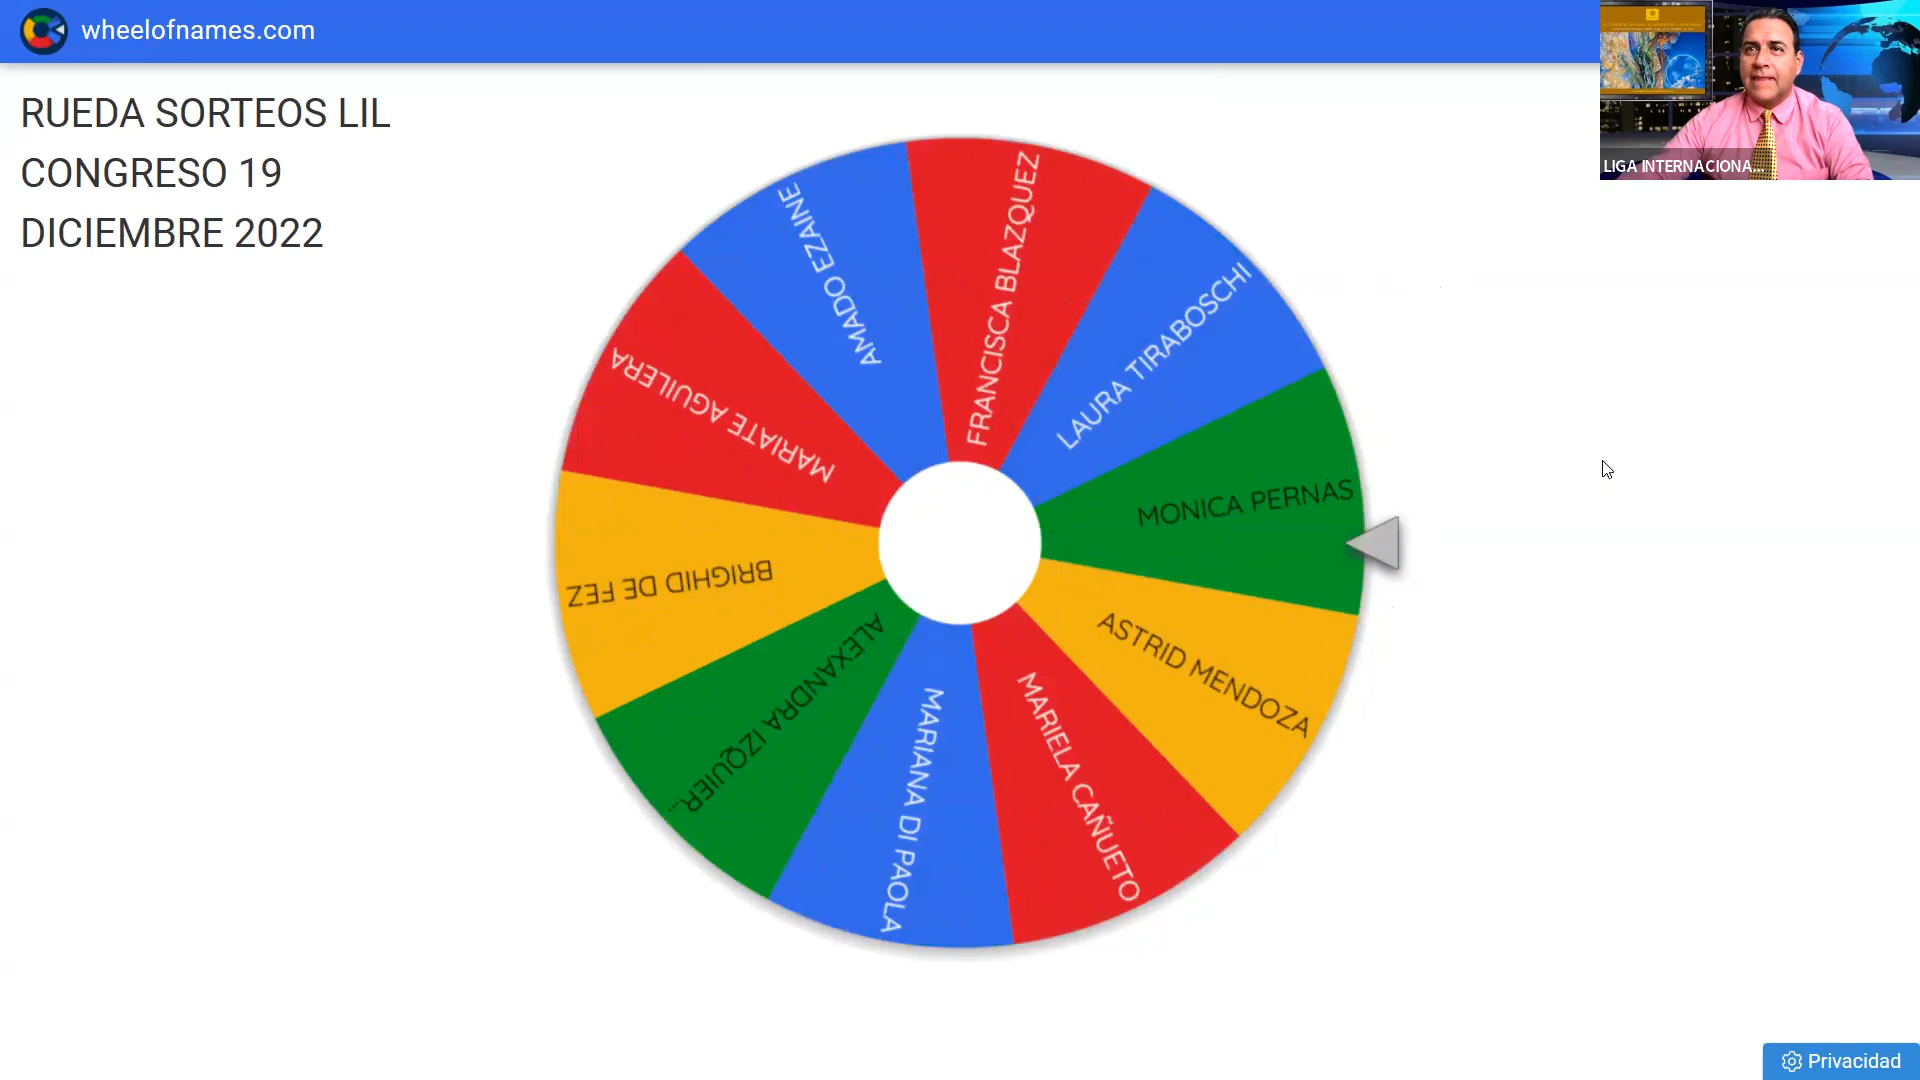 wheelofnames.com
RUEDA SORTEOS LIL
CONGRESO 19
DICIEMBRE 2022
LIGA INTERNACIONA...
AMADO EZAINE
FRANCISCA BLAZQUEZ
LAURA TIRABOSCHI
MONICA PERNAS
ASTRID MENDOZA
MARIELA CAÑUETO
MARIANA DI PAOLA
ALEXANDRA IZQUIER...
BRIGHID DE FEZ
MARIATE AGUILERA
Privacidad